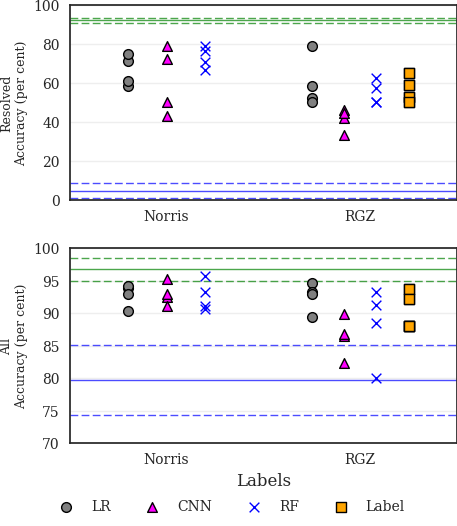 Resolved
Accuracy (per cent)
100
80
60
40
20
0
Norris RGZ
All
Accuracy (per cent)
100
95
90
85
80
75
70
Norris RGZ
Labels
LR CNN RF Label